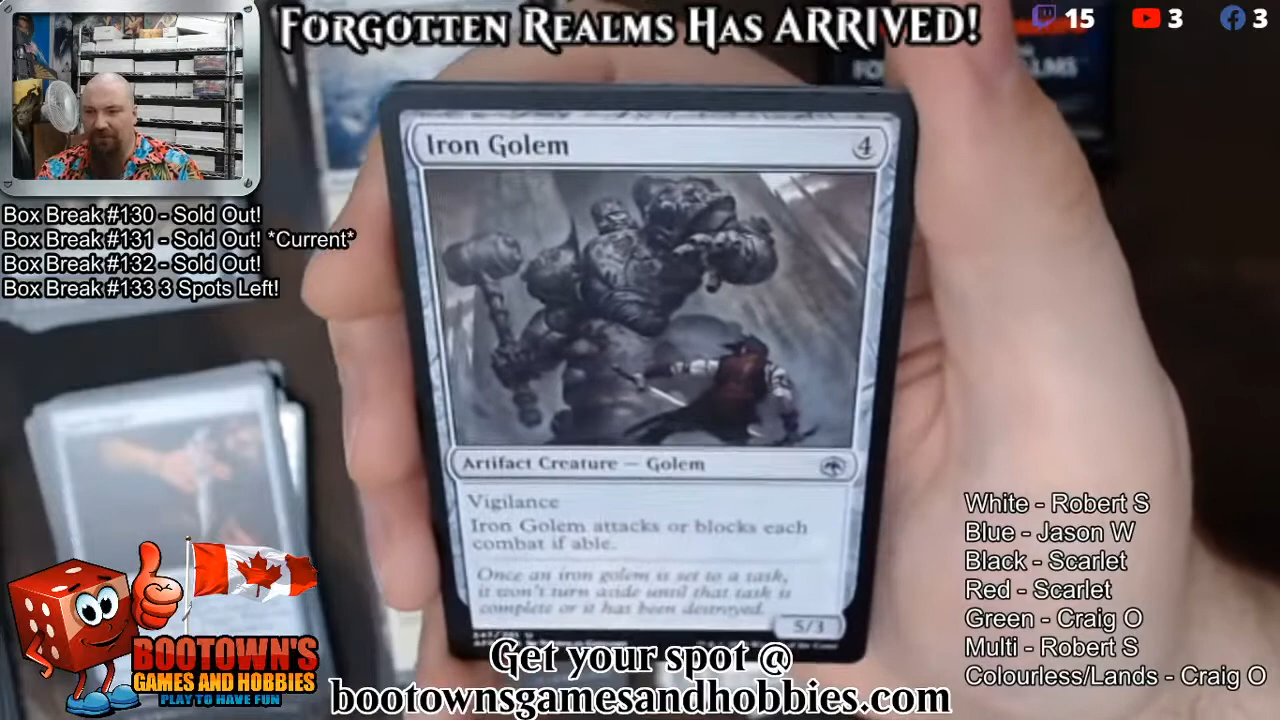 FORGOTTEN REALMS HAS ARRIVED!
15
3
3
Box Break #130 - Sold Out!
Box Break #131 - Sold Out! *Current*
Box Break #132 - Sold Out!
Box Break #133 3 Spots Left!
Iron Golem 4
Artifact Creature — Golem
Vigilance
Iron Golem attacks or blocks each
combat if able.
Once an iron golem is set to a task,
it won't turn aside until that task is
complete or it has been destroyed.
5/3
White - Robert S
Blue - Jason W
Black - Scarlet
Red - Scarlet
Green - Craig O
Multi - Robert S
Colourless/Lands - Craig O
BOOTOWN'S
GAMES AND HOBBIES
PLAY TO HAVE FUN
Get your spot @
bootownsgamesandhobbies.com